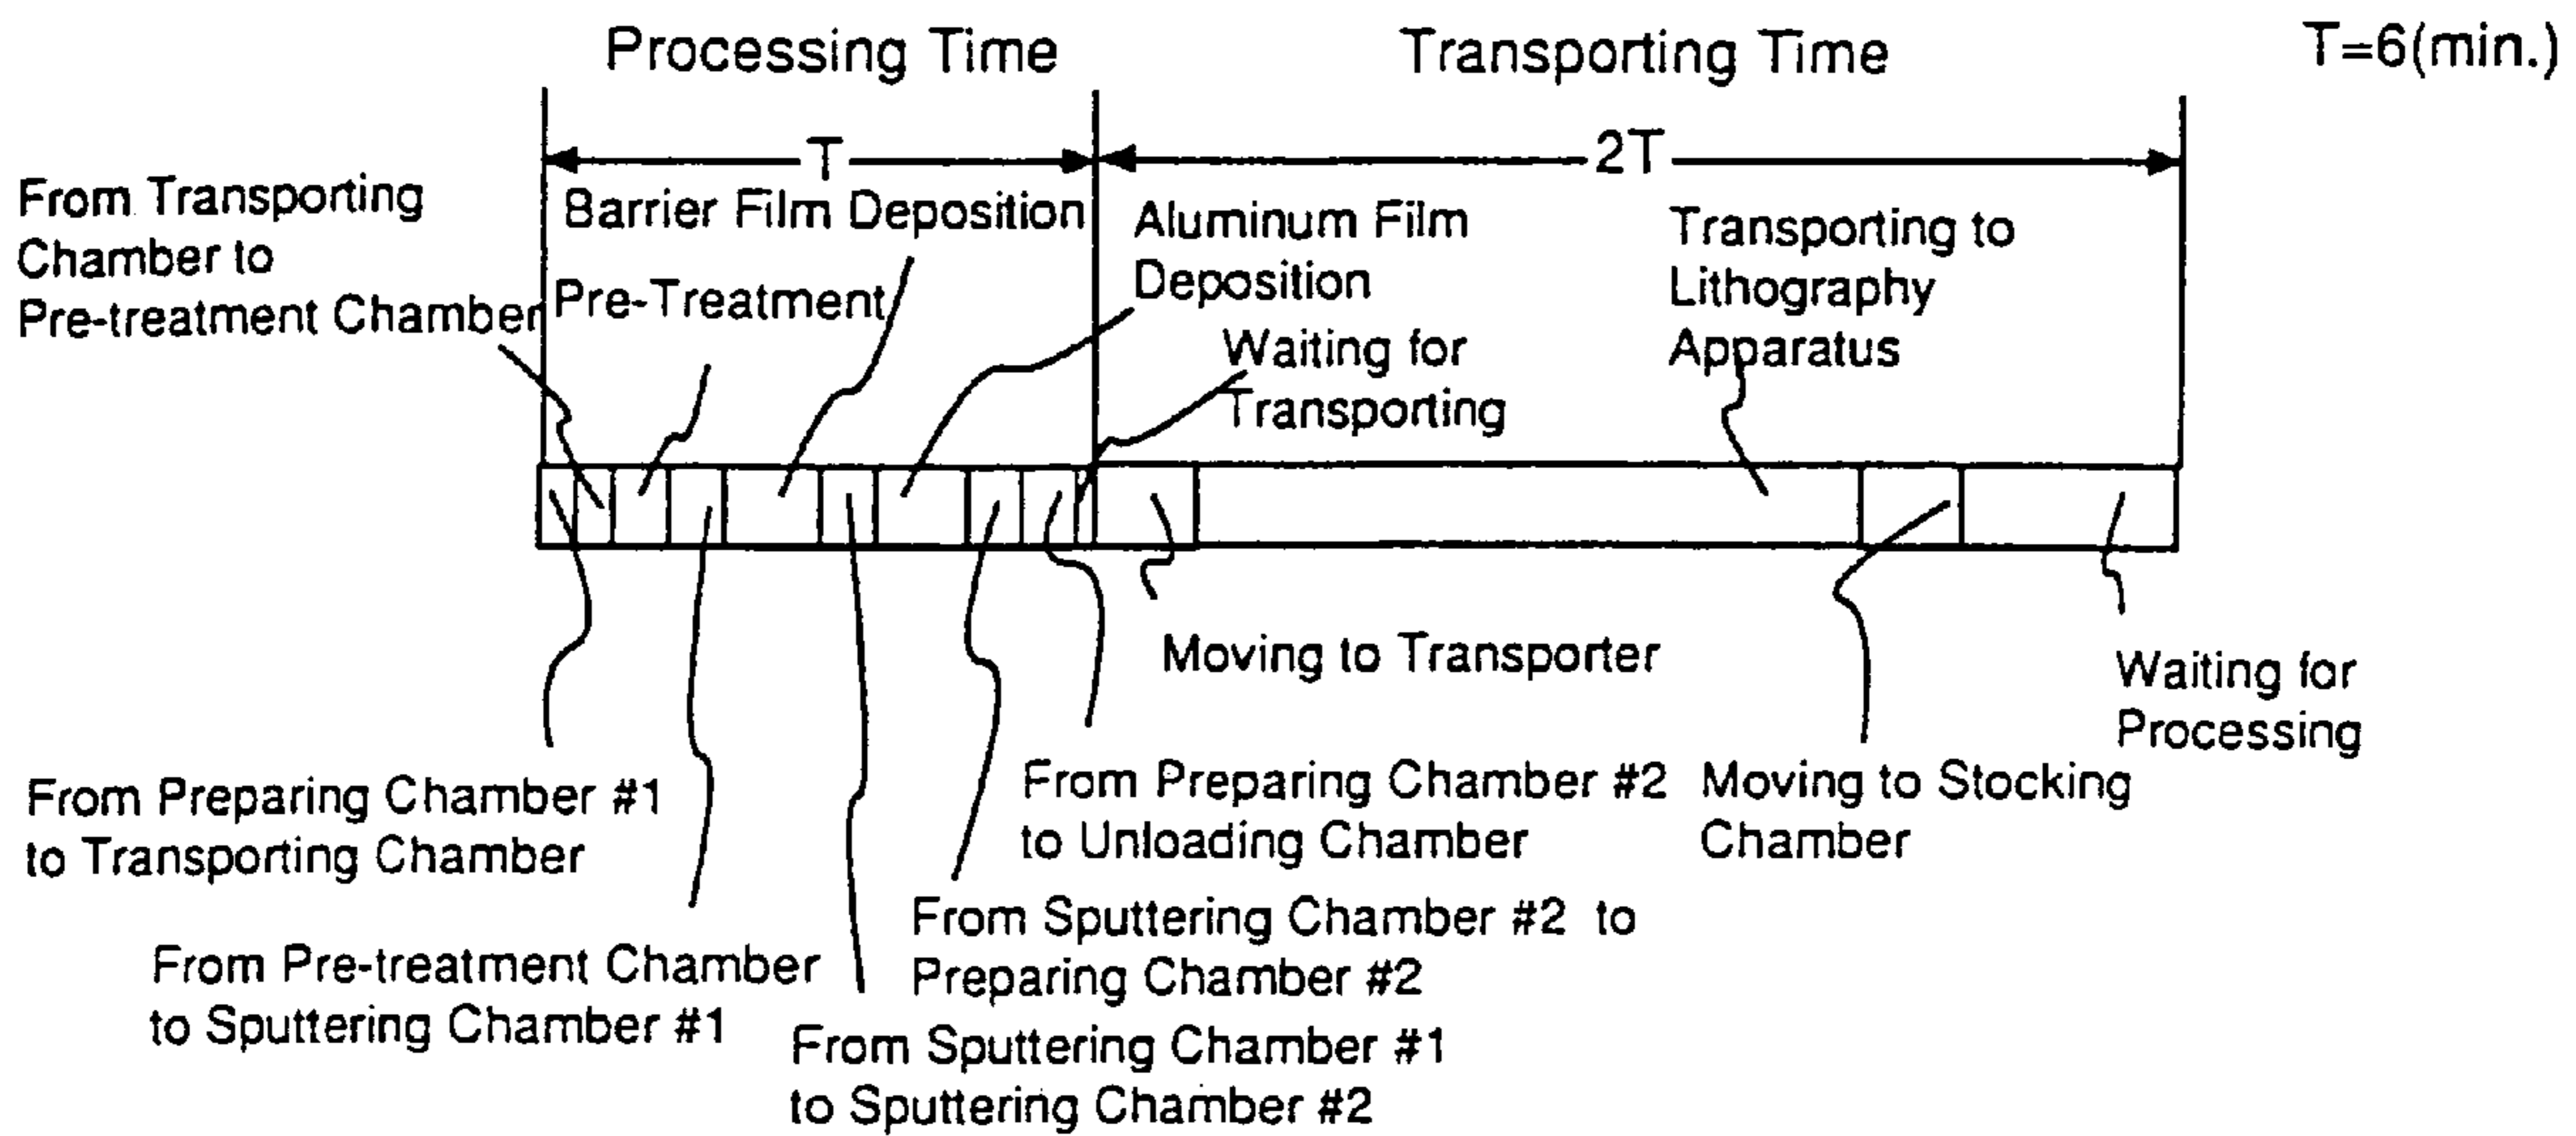 Processing Time
Transporting Time
T=6(min.)
T
2T
From Transporting
Chamber to
Pre-treatment Chamber
Barrier Film Deposition
Pre-Treatment
Aluminum Film
Deposition
Waiting for
Transporting
Transporting to
Lithography
Apparatus
Moving to Transporter
Waiting for
Processing
From Preparing Chamber #1
to Transporting Chamber
From Preparing Chamber #2
to Unloading Chamber
Moving to Stocking
Chamber
From Sputtering Chamber #2 to
Preparing Chamber #2
From Pre-treatment Chamber
to Sputtering Chamber #1
From Sputtering Chamber #1
to Sputtering Chamber #2